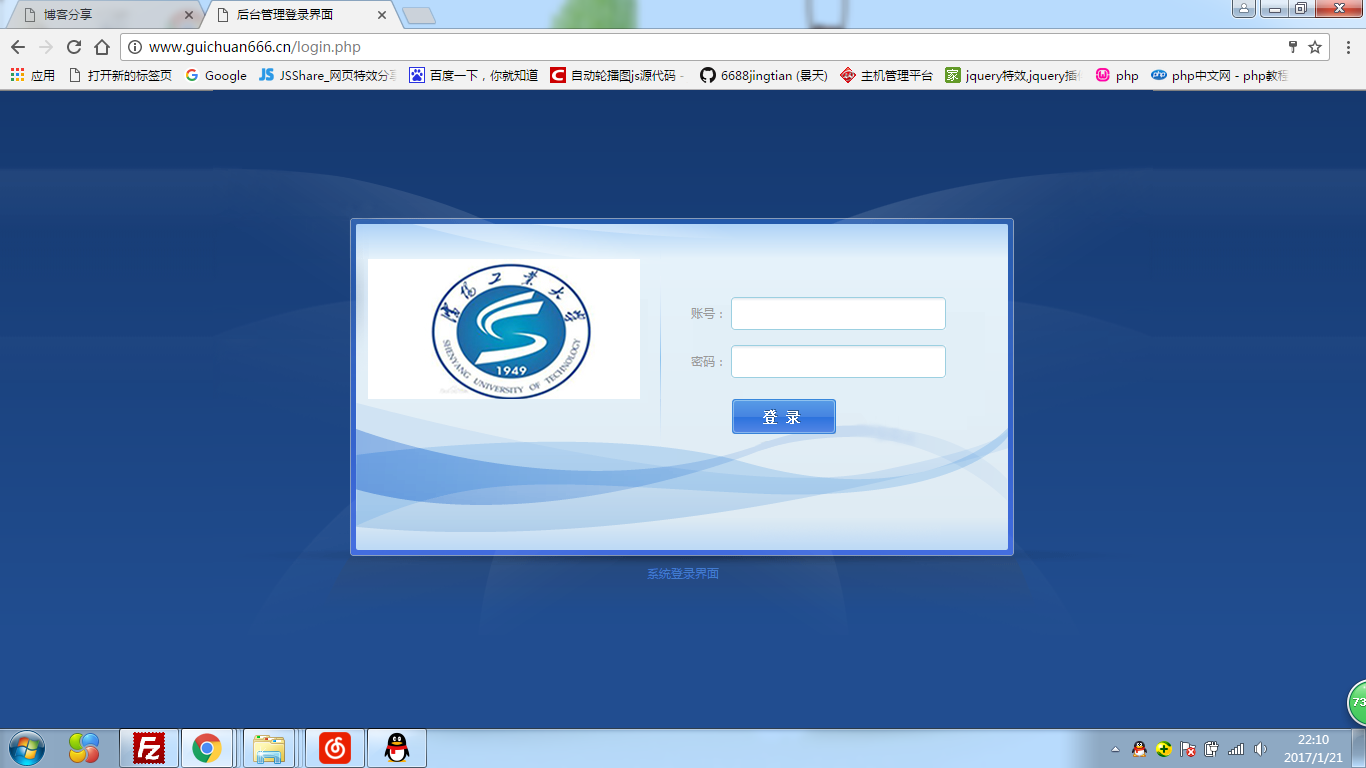 博客分享
后台管理登录界面
www.guichuan666.cn/login.php
应用
打开新的标签页
Google
JSShare_网页特效分享
百度一下，你就知道
自动轮播图js源代码 -
6688jingtian (景天)
主机管理平台
jquery特效,jquery插件
php
php中文网 - php教程
沈阳工业大学
SHENYANG UNIVERSITY OF TECHNOLOGY
1949
账号：
密码：
登 录
系统登录界面
73
22:10
2017/1/21